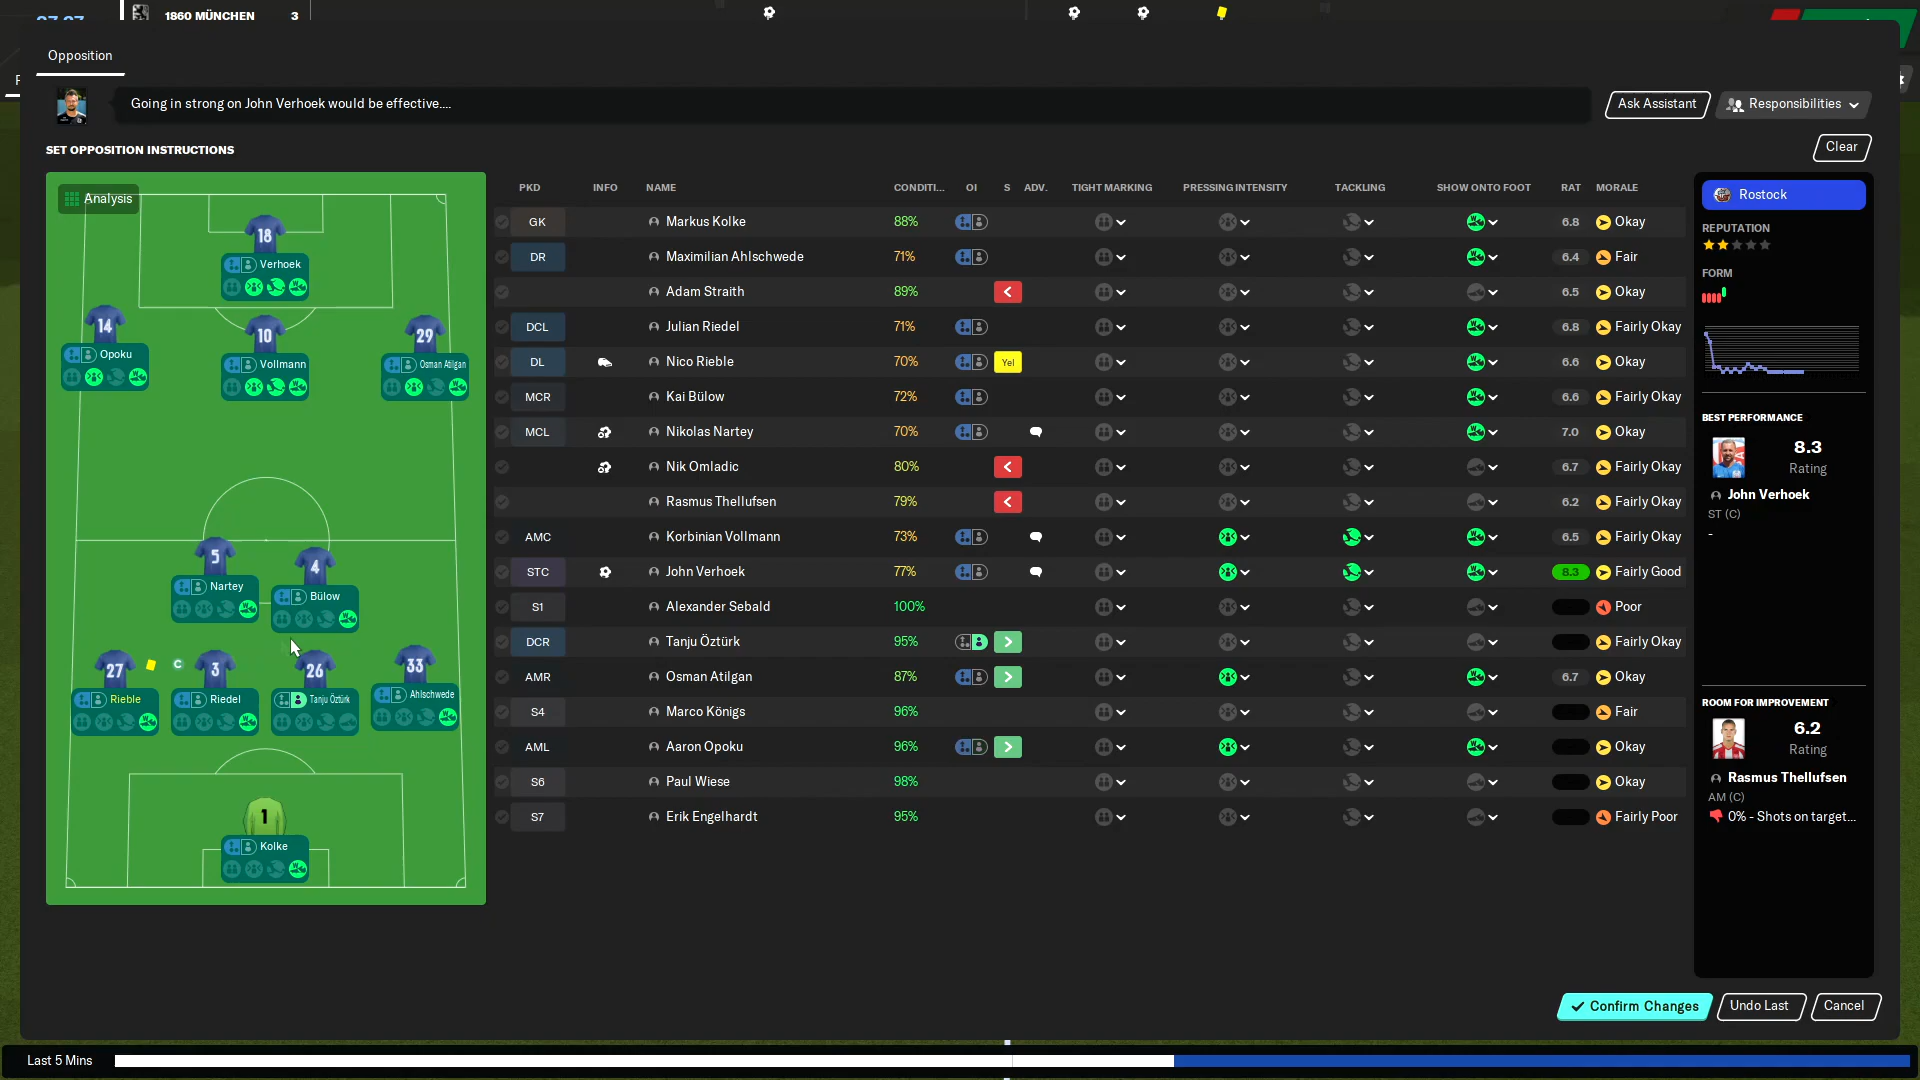 1860 MÜNCHEN 3
Opposition
Going in strong on John Verhoek would be effective....
Ask Assistant
Responsibilities
SET OPPOSITION INSTRUCTIONS
Clear
Analysis
18
Verhoek
14
Opoku
10
Vollmann
29
Osman Atilgan
5
Nartey
4
Bülow
27
Rieble
C
3
Riedel
26
Tanju Öztürk
33
Ahlschwede
1
Kolke
PKD INFO NAME CONDITI... OI S ADV. TIGHT MARKING PRESSING INTENSITY TACKLING SHOW ONTO FOOT RAT MORALE
GK Markus Kolke 88% 6.8 Okay
DR Maximilian Ahlschwede 71% 6.4 Fair
Adam Straith 89% 6.5 Okay
DCL Julian Riedel 71% 6.8 Fairly Okay
DL Nico Rieble 70% Yel 6.6 Okay
MCR Kai Bülow 72% 6.6 Fairly Okay
MCL Nikolas Nartey 70% 7.0 Okay
Nik Omladic 80% 6.7 Fairly Okay
Rasmus Thellufsen 79% 6.2 Fairly Okay
AMC Korbinian Vollmann 73% 6.5 Fairly Okay
STC John Verhoek 77% 8.3 Fairly Good
S1 Alexander Sebald 100% Poor
DCR Tanju Öztürk 95% Fairly Okay
AMR Osman Atilgan 87% 6.7 Okay
S4 Marco Königs 96% Fair
AML Aaron Opoku 96% Okay
S6 Paul Wiese 98% Okay
S7 Erik Engelhardt 95% Fairly Poor
Rostock
REPUTATION
FORM
BEST PERFORMANCE
8.3
Rating
John Verhoek
ST (C)
-
ROOM FOR IMPROVEMENT
6.2
Rating
Rasmus Thellufsen
AM (C)
0% - Shots on target...
Confirm Changes
Undo Last
Cancel
Last 5 Mins